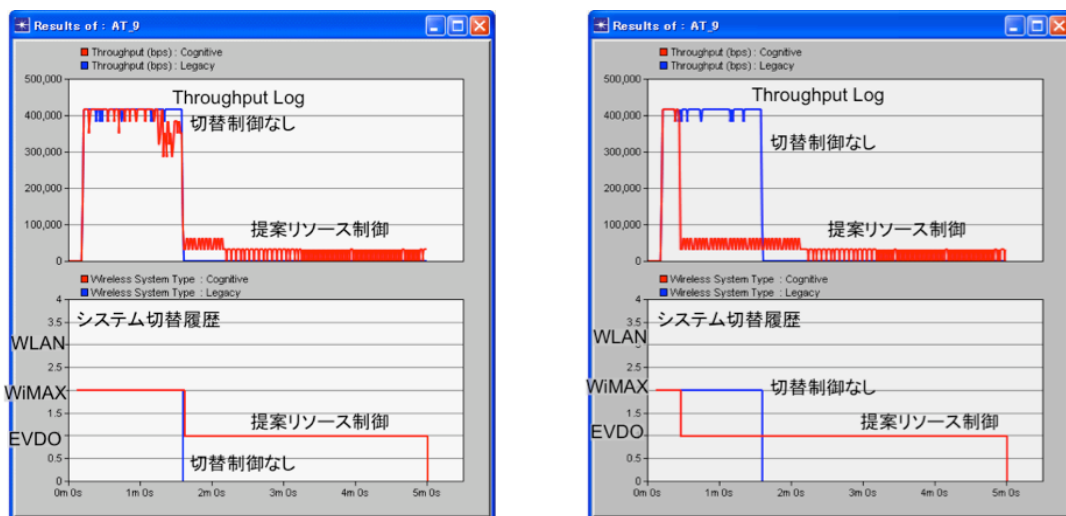 Results of : AT_9
Throughput (bps) : Cognitive
Throughput (bps) : Legacy
500,000
400,000
300,000
200,000
100,000
0
Throughput Log
切替制御なし
提案リソース制御
Wireless System Type : Cognitive
Wireless System Type : Legacy
4
3.5
WLAN
2.5
WiMAX
1.5
EVDO
0.5
0
システム切替履歴
提案リソース制御
切替制御なし
0m 0s
1m 0s
2m 0s
3m 0s
4m 0s
5m 0s
Results of : AT_9
Throughput (bps) : Cognitive
Throughput (bps) : Legacy
500,000
400,000
300,000
200,000
100,000
0
Throughput Log
切替制御なし
提案リソース制御
Wireless System Type : Cognitive
Wireless System Type : Legacy
4
3.5
WLAN
2.5
WiMAX
1.5
EVDO
0.5
0
システム切替履歴
切替制御なし
提案リソース制御
0m 0s
1m 0s
2m 0s
3m 0s
4m 0s
5m 0s